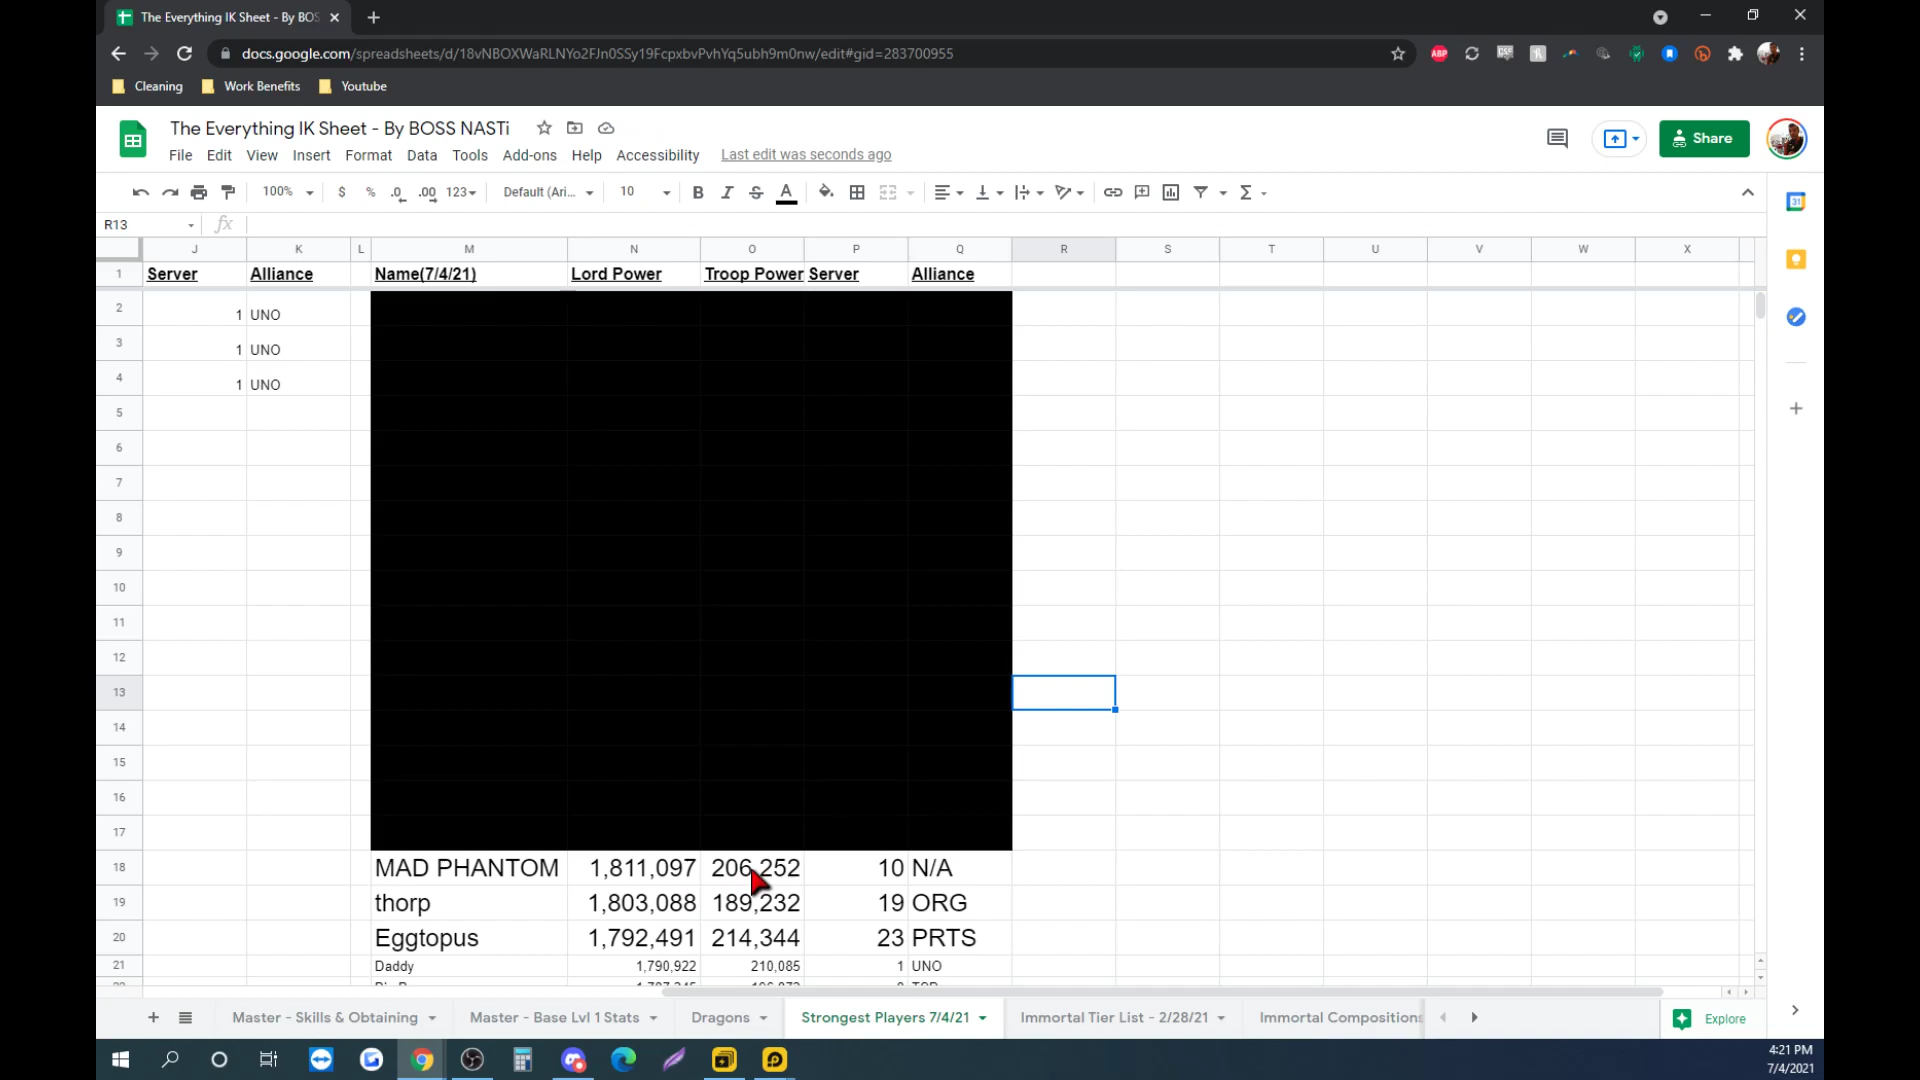 The Everything IK Sheet - By BOS
docs.google.com/spreadsheets/d/18vNBOXWaRLNYo2FJn0SSy19FcpxbvPvhYq5ubh9m0nw/edit#gid=283700955
Cleaning Work Benefits Youtube
The Everything IK Sheet - By BOSS NASTi
File Edit View Insert Format Data Tools Add-ons Help Accessibility Last edit was seconds ago
Share
100% $ % .0 .00 123 Default (Ari... 10 B I S A
R13 fx
J K L M N O P Q R S T U V W X
1 Server Alliance Name(7/4/21) Lord Power Troop Power Server Alliance
2 1 UNO
3 1 UNO
4 1 UNO
5
6
7
8
9
10
11
12
13
14
15
16
17
18 MAD PHANTOM 1,811,097 206,252 10 N/A
19 thorp 1,803,088 189,232 19 ORG
20 Eggtopus 1,792,491 214,344 23 PRTS
21 Daddy 1,790,922 210,085 1 UNO
Master - Skills & Obtaining Master - Base Lvl 1 Stats Dragons Strongest Players 7/4/21 Immortal Tier List - 2/28/21 Immortal Compositions Explore
4:21 PM
7/4/2021